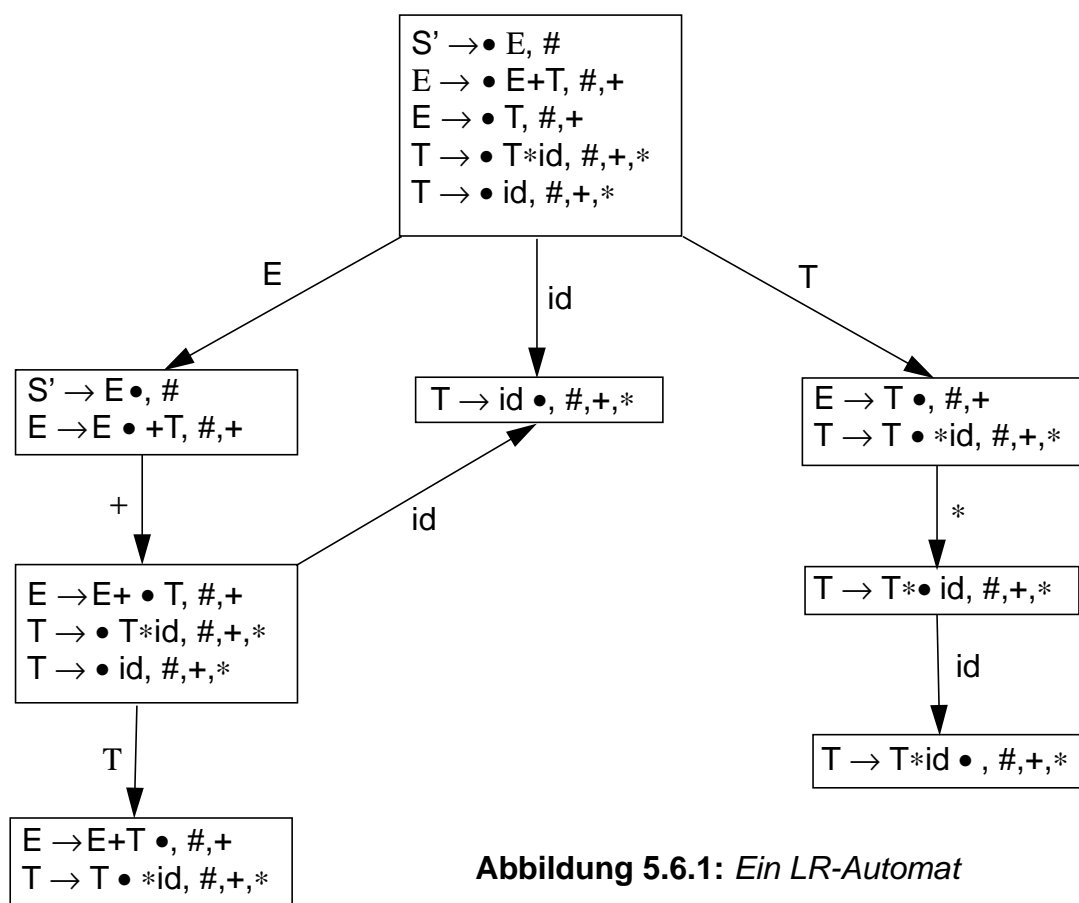 S' → • E, #
E → • E+T, #,+
E → • T, #,+
T → • T*id, #,+,*
T → • id, #,+,*
E
id
T
S' → E •, #
E → E • +T, #,+
T → id •, #,+,*
E → T •, #,+
T → T • *id, #,+,*
+
id
*
E → E+ • T, #,+
T → • T*id, #,+,*
T → • id, #,+,*
T → T*• id, #,+,*
id
T
T → T*id • , #,+,*
E → E+T •, #,+
T → T • *id, #,+,*
Abbildung 5.6.1: Ein LR-Automat